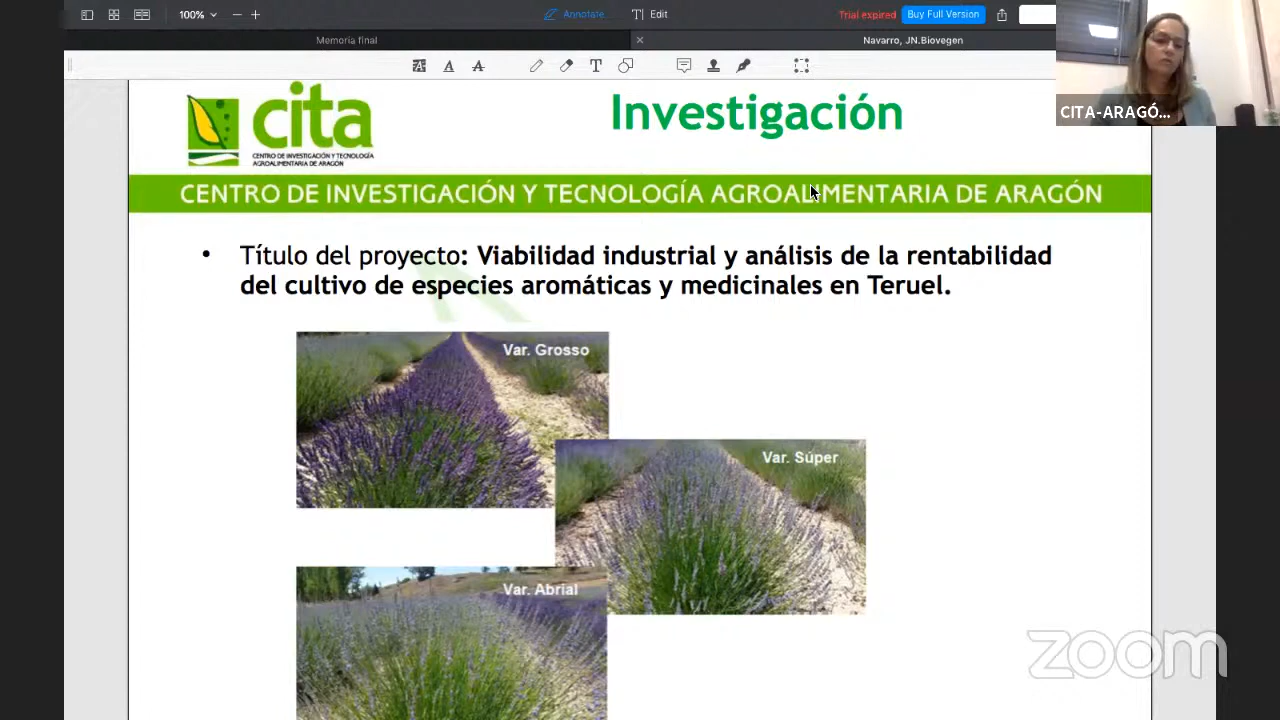 100%
Annotate...
Edit
Trial expired
Buy Full Version
Memoria final
Navarro, JN.Biovegen
CITA-ARAGÓ...
cita
CENTRO DE INVESTIGACIÓN Y TECNOLOGÍA
AGROALIMENTARIA DE ARAGÓN
Investigación
CENTRO DE INVESTIGACIÓN Y TECNOLOGÍA AGROALIMENTARIA DE ARAGÓN
• Título del proyecto: Viabilidad industrial y análisis de la rentabilidad
del cultivo de especies aromáticas y medicinales en Teruel.
Var. Grosso
Var. Súper
Var. Abrial
zoom